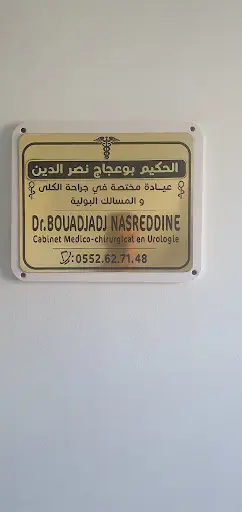 الحكيم بوعجاج نصر الدين
عيادة مختصة في جراحة الكلى
و المسالك البولية
Dr.BOUADJADJ NASREDDINE
Cabinet Medico-chirurgical en Urologie
:0552.62.71.48